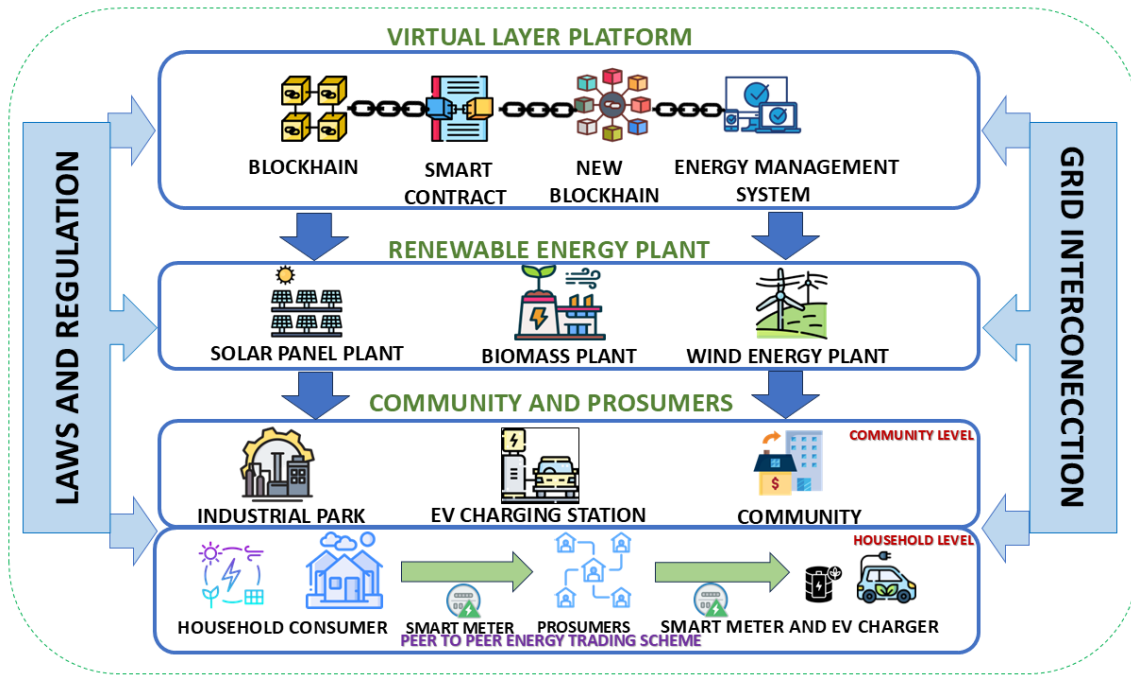 VIRTUAL LAYER PLATFORM
BLOCKHAIN
SMART
CONTRACT
NEW
BLOCKHAIN
ENERGY MANAGEMENT
SYSTEM
LAWS AND REGULATION
GRID INTERCONECCTION
RENEWABLE ENERGY PLANT
SOLAR PANEL PLANT
BIOMASS PLANT
WIND ENERGY PLANT
COMMUNITY AND PROSUMERS
COMMUNITY LEVEL
INDUSTRIAL PARK
EV CHARGING STATION
COMMUNITY
HOUSEHOLD LEVEL
HOUSEHOLD CONSUMER
SMART METER
PROSUMERS
SMART METER AND EV CHARGER
PEER TO PEER ENERGY TRADING SCHEME